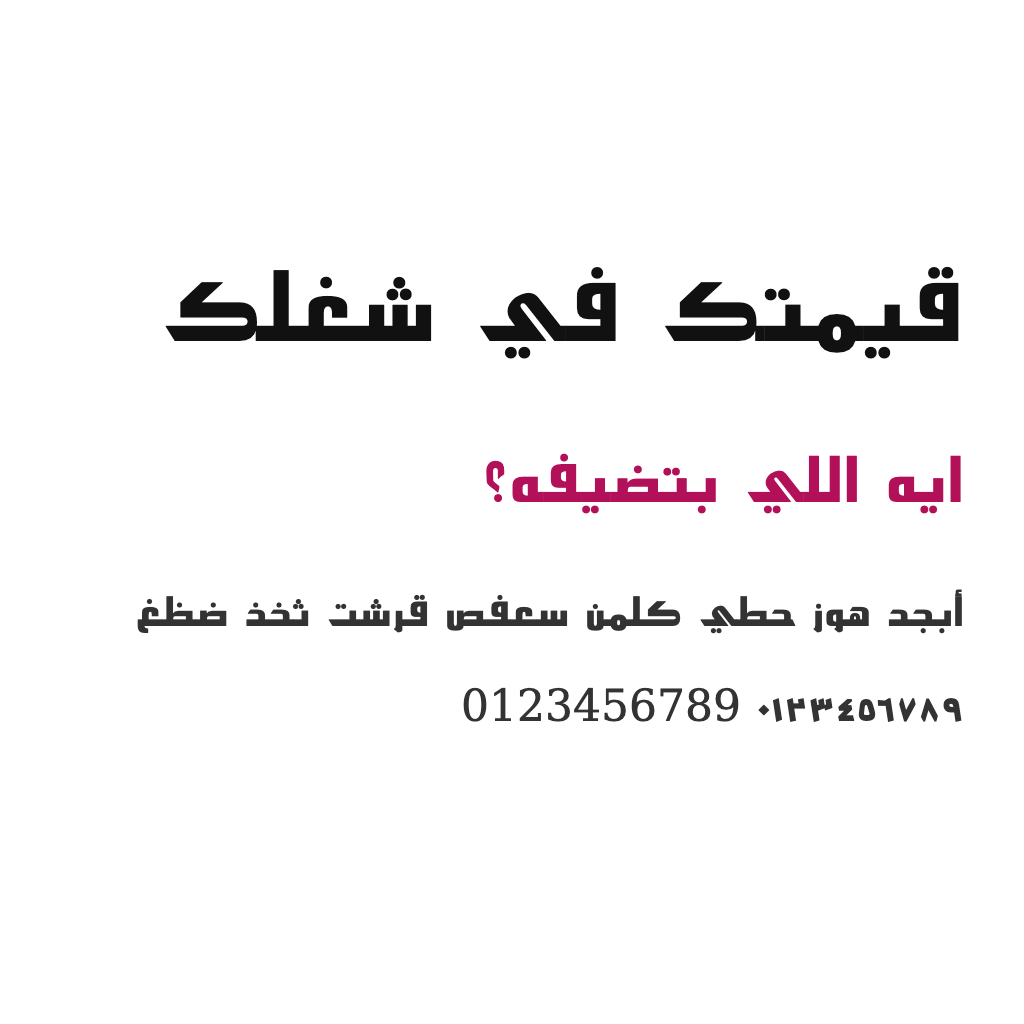 قيمتك في شغلك
ايه اللي بتضيفه؟
أبجد هوز حطي كلمن سعفص قرشت ثخذ ضظغ
٠١٢٣٤٥٦٧٨٩ 0123456789